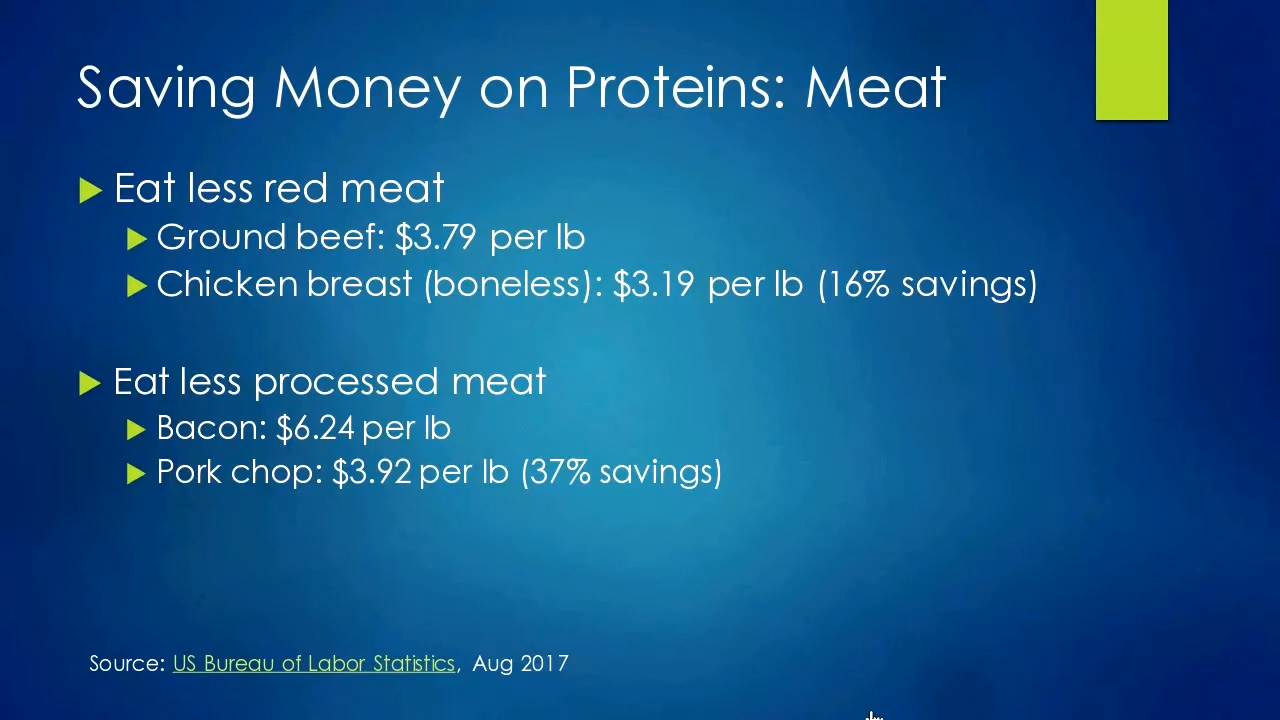 Saving Money on Proteins: Meat
Eat less red meat
Ground beef: $3.79 per lb
Chicken breast (boneless): $3.19 per lb (16% savings)
Eat less processed meat
Bacon: $6.24 per lb
Pork chop: $3.92 per lb (37% savings)
Source: US Bureau of Labor Statistics, Aug 2017